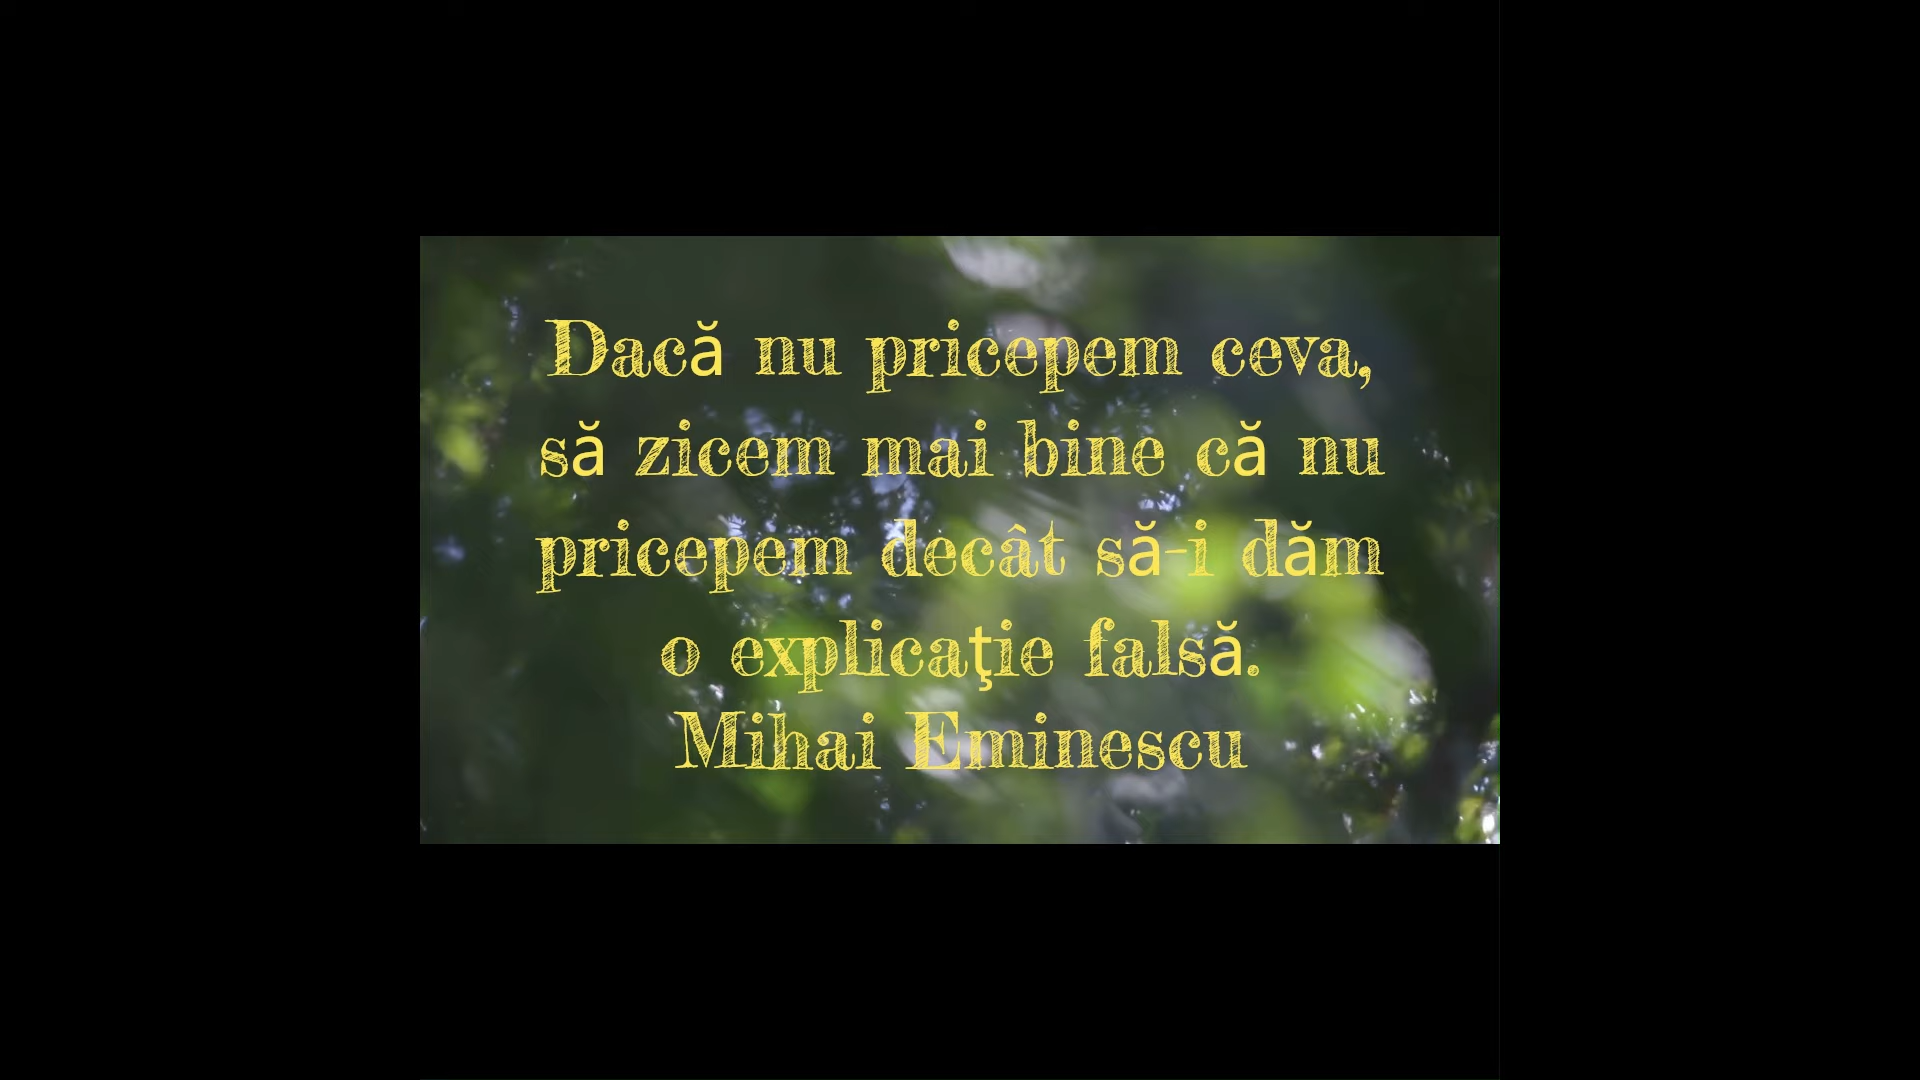 Dacă nu pricepem ceva,
să zicem mai bine că nu
pricepem decât să-i dăm
o explicaţie falsă.
Mihai Eminescu